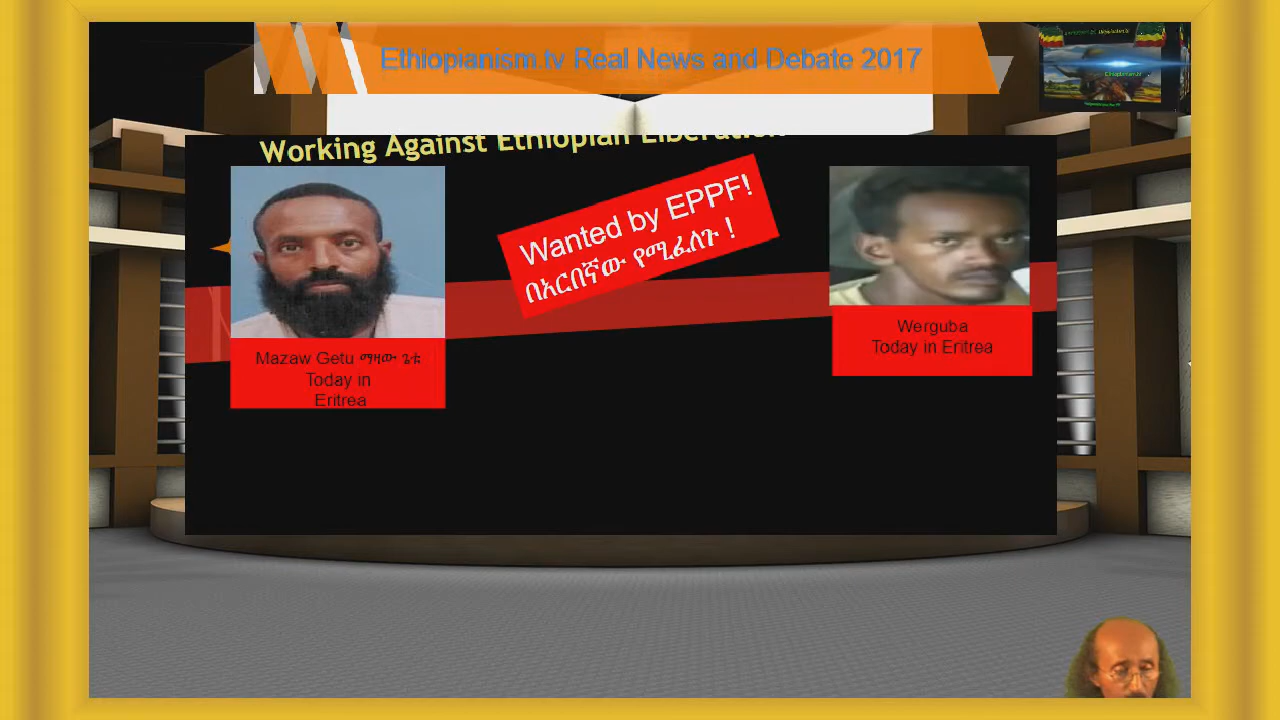 Ethiopianism.tv Real News and Debate 2017
Working Against Ethiopian Liberation
Wanted by EPPF!
በአርበኛው የሚፈለጉ !
Mazaw Getu ማዛው ጌቱ
Today in
Eritrea
Werguba
Today in Eritrea